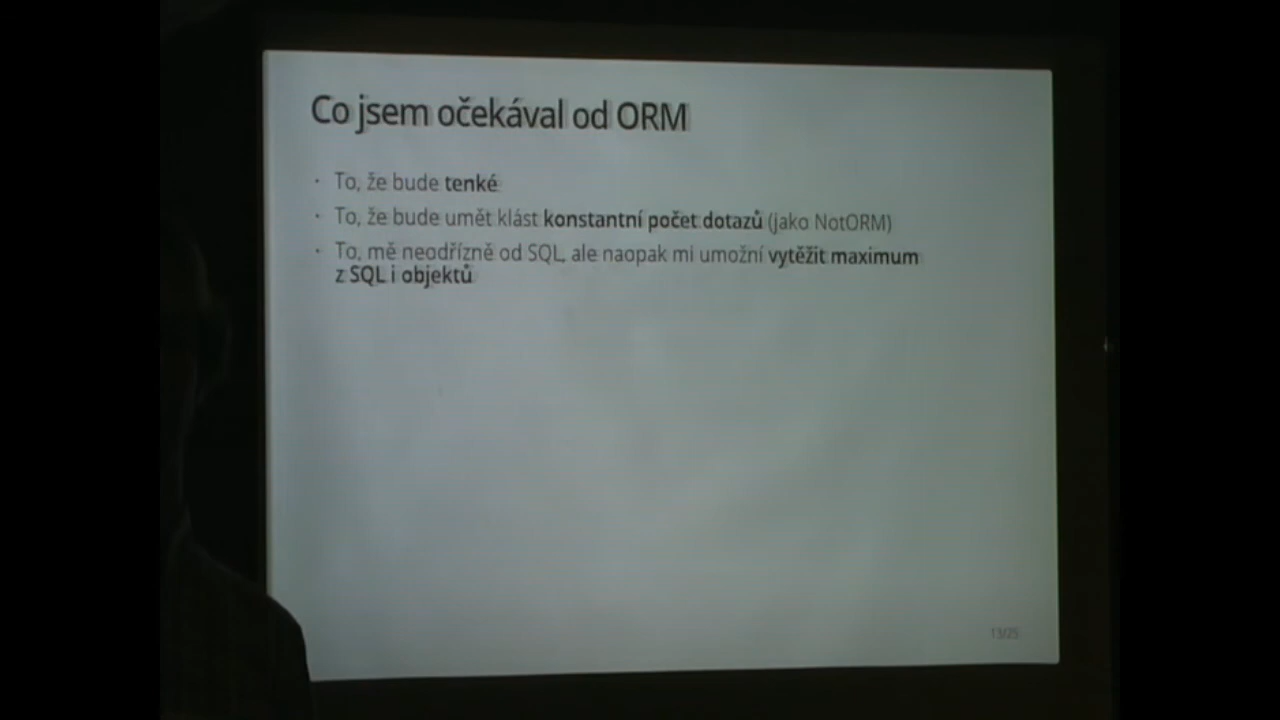 Co jsem očekával od ORM
· To, že bude tenké
· To, že bude umět klást konstantní počet dotazů (jako NotORM)
· To, mě neodřízně od SQL, ale naopak mi umožní vytěžit maximum
z SQL i objektů
13/25